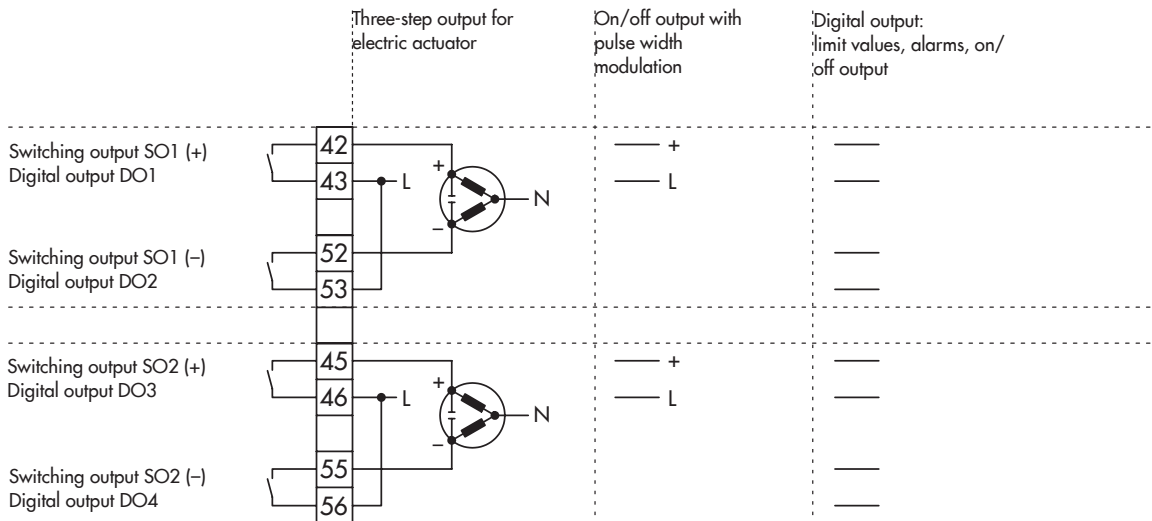 Three-step output for
electric actuator
On/off output with
pulse width
modulation
Digital output:
limit values, alarms, on/
off output
Switching output SO1 (+)
Digital output DO1
42
43
L
+
−
N
+
L
Switching output SO1 (−)
Digital output DO2
52
53
Switching output SO2 (+)
Digital output DO3
45
46
L
+
−
N
+
L
Switching output SO2 (−)
Digital output DO4
55
56